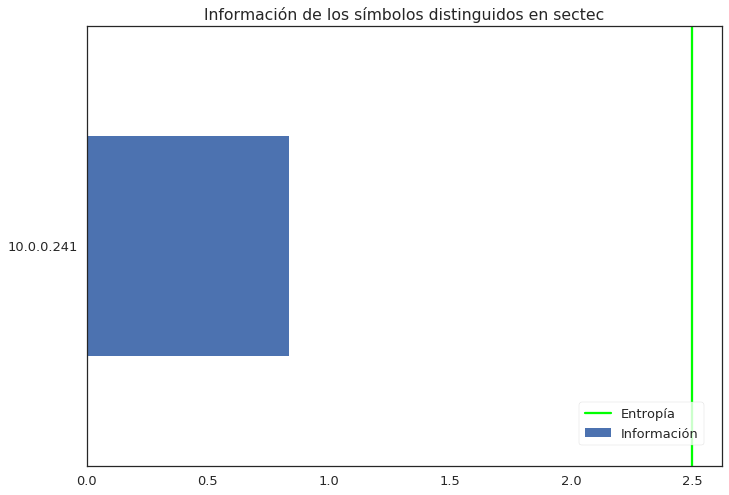 Información de los símbolos distinguidos en sectec
10.0.0.241
Entropía
Información
0.0 0.5 1.0 1.5 2.0 2.5